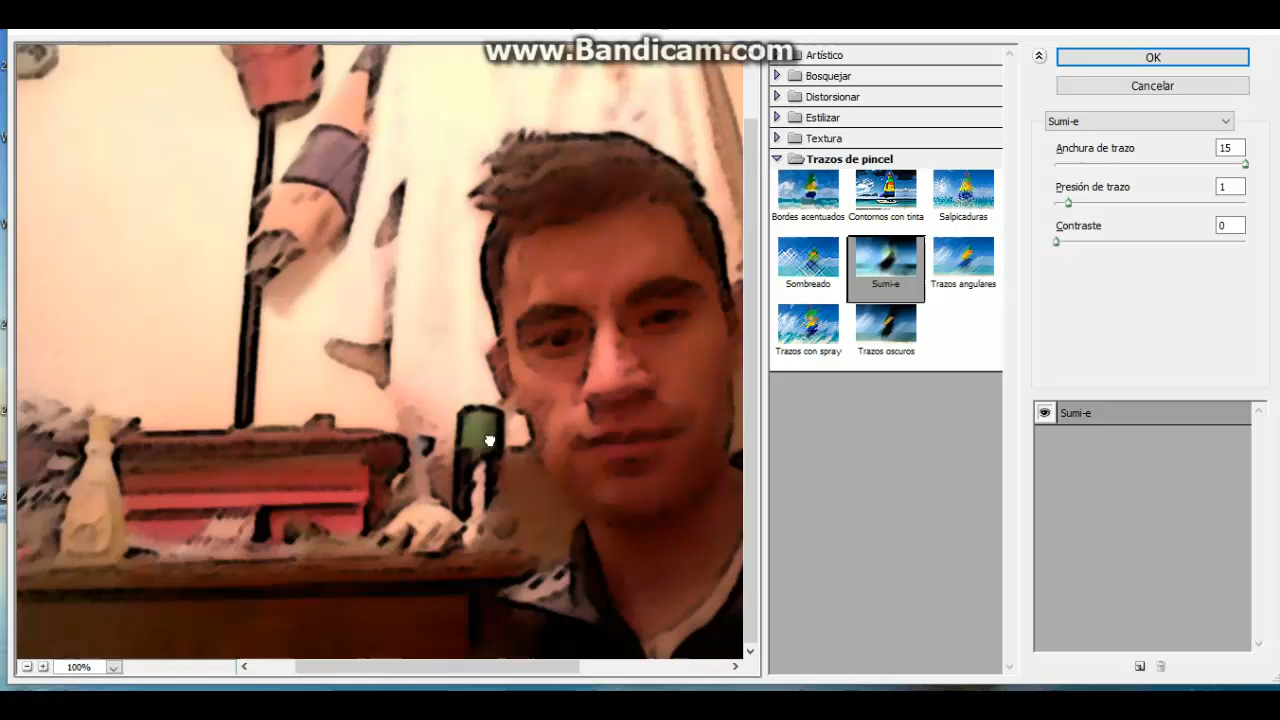 www.Bandicam.com
Artístico
Bosquejar
Distorsionar
Estilizar
Textura
Trazos de pincel
Bordes acentuados
Contornos con tinta
Salpicaduras
Sombreado
Sumi-e
Trazos angulares
Trazos con spray
Trazos oscuros
100%
OK
Cancelar
Sumi-e
Anchura de trazo 15
Presión de trazo 1
Contraste 0
Sumi-e